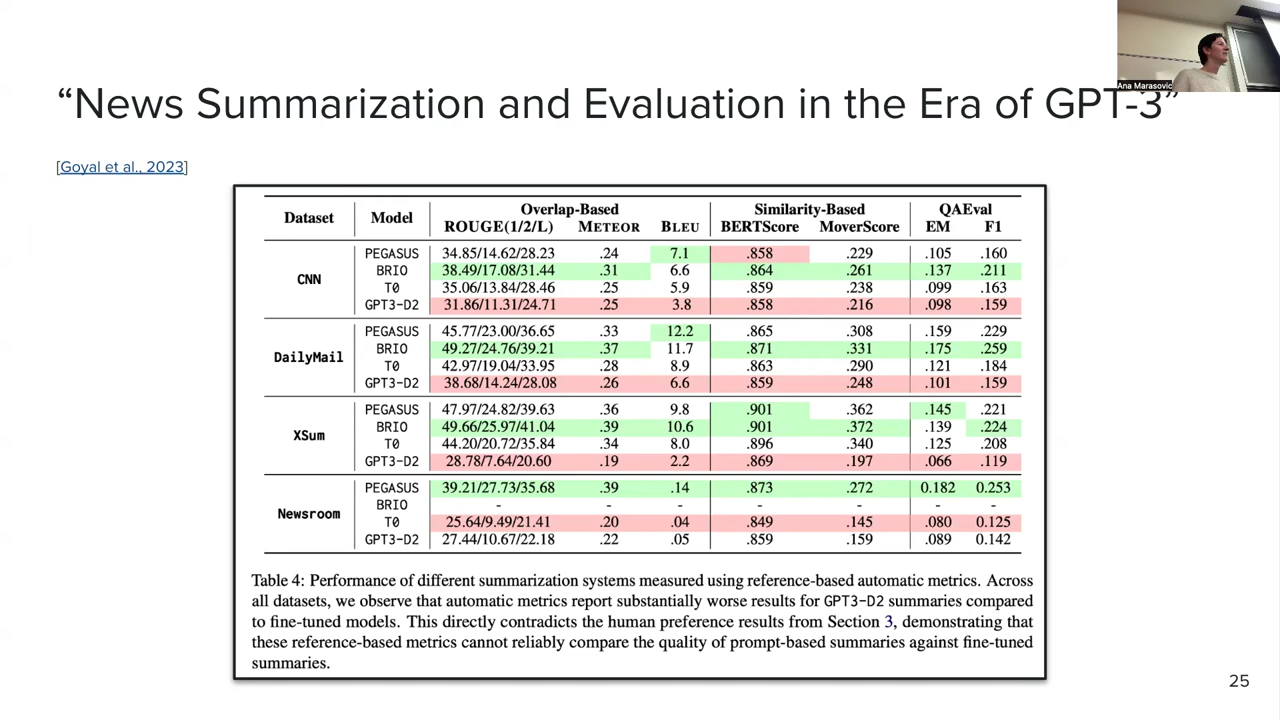 Ana Marasovic
“News Summarization and Evaluation in the Era of GPT-3”
[Goyal et al., 2023]
Dataset Model Overlap-Based Similarity-Based QAEval
ROUGE(1/2/L) METEOR BLEU BERTScore MoverScore EM F1
CNN
PEGASUS 34.85/14.62/28.23 .24 7.1 .858 .229 .105 .160
BRIO 38.49/17.08/31.44 .31 6.6 .864 .261 .137 .211
T0 35.06/13.84/28.46 .25 5.9 .859 .238 .099 .163
GPT3-D2 31.86/11.31/24.71 .25 3.8 .858 .216 .098 .159
DailyMail
PEGASUS 45.77/23.00/36.65 .33 12.2 .865 .308 .159 .229
BRIO 49.27/24.76/39.21 .37 11.7 .871 .331 .175 .259
T0 42.97/19.04/33.95 .28 8.9 .863 .290 .121 .184
GPT3-D2 38.68/14.24/28.08 .26 6.6 .859 .248 .101 .159
XSum
PEGASUS 47.97/24.82/39.63 .36 9.8 .901 .362 .145 .221
BRIO 49.66/25.97/41.04 .39 10.6 .901 .372 .139 .224
T0 44.20/20.72/35.84 .34 8.0 .896 .340 .125 .208
GPT3-D2 28.78/7.64/20.60 .19 2.2 .869 .197 .066 .119
Newsroom
PEGASUS 39.21/27.73/35.68 .39 .14 .873 .272 0.182 0.253
BRIO - - - - - - -
T0 25.64/9.49/21.41 .20 .04 .849 .145 .080 0.125
GPT3-D2 27.44/10.67/22.18 .22 .05 .859 .159 .089 0.142
Table 4: Performance of different summarization systems measured using reference-based automatic metrics. Across
all datasets, we observe that automatic metrics report substantially worse results for GPT3-D2 summaries compared
to fine-tuned models. This directly contradicts the human preference results from Section 3, demonstrating that
these reference-based metrics cannot reliably compare the quality of prompt-based summaries against fine-tuned
summaries.
25